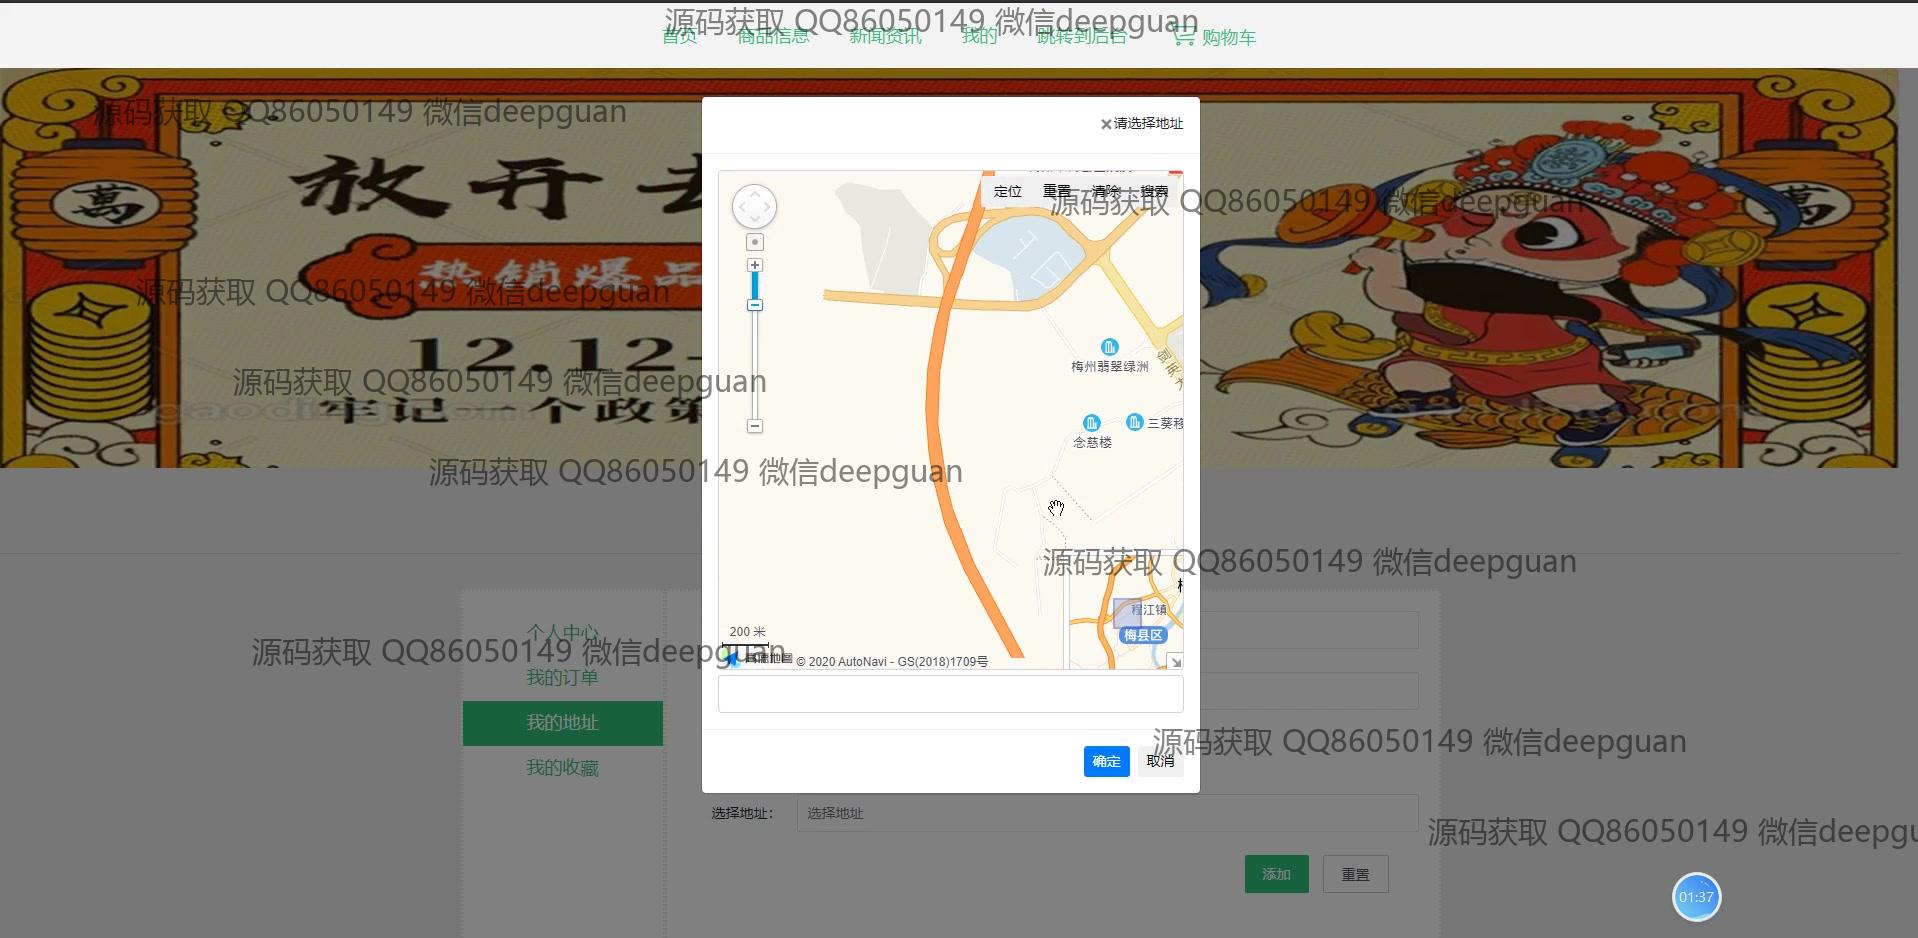 源码获取 QQ86050149 微信deepguan
首页 商品信息 新闻资讯 我的 跳转到后台 购物车
源码获取 QQ86050149 微信deepguan
请选择地址
萬
放开去
定位 重置 清除 搜索
源码获取 QQ86050149 微信deepguan
萬
热销爆品
源码获取 QQ86050149 微信deepguan
12.12-
梅州翡翠绿洲
源码获取 QQ86050149 微信deepguan
牢记一个政策
念慈楼
三葵移
源码获取 QQ86050149 微信deepguan
源码获取 QQ86050149 微信deepguan
程江镇
梅县区
个人中心
200 米
源码获取 QQ86050149 微信deepguan
高德地图 © 2020 AutoNavi - GS(2018)1709号
我的订单
我的地址
源码获取 QQ86050149 微信deepguan
确定 取消
我的收藏
选择地址： 选择地址
源码获取 QQ86050149 微信deepgu
添加 重置
01:37